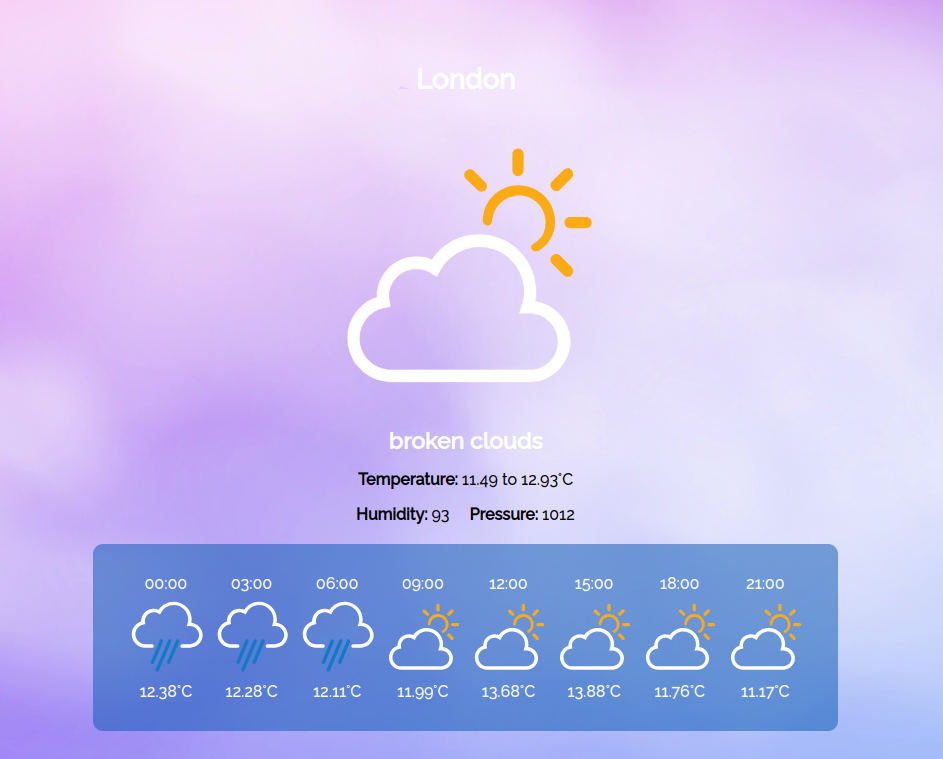 London
broken clouds
Temperature: 11.49 to 12.93°C
Humidity: 93 Pressure: 1012
00:00 03:00 06:00 09:00 12:00 15:00 18:00 21:00
12.38°C 12.28°C 12.11°C 11.99°C 13.68°C 13.88°C 11.76°C 11.17°C